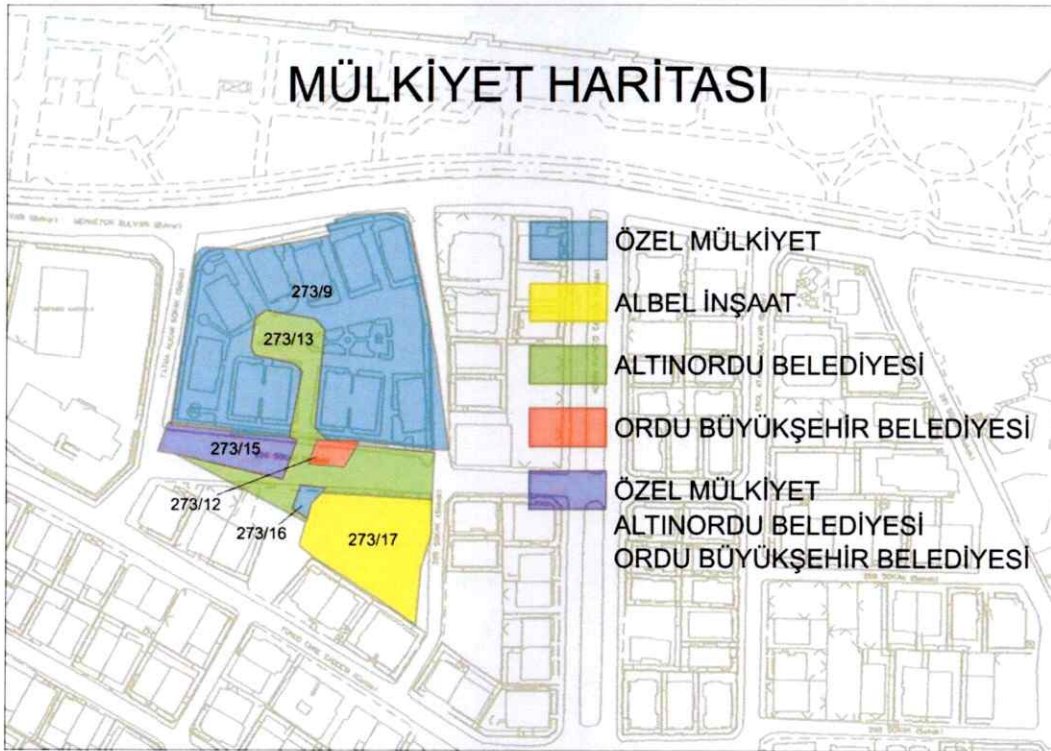 MÜLKİYET HARİTASI
ÖZEL MÜLKİYET
273/9
ALBEL İNŞAAT
273/13
ALTINORDU BELEDİYESİ
ORDU BÜYÜKŞEHİR BELEDİYESİ
273/15
ÖZEL MÜLKİYET
273/12
ALTINORDU BELEDİYESİ
273/16
273/17
ORDU BÜYÜKŞEHİR BELEDİYESİ